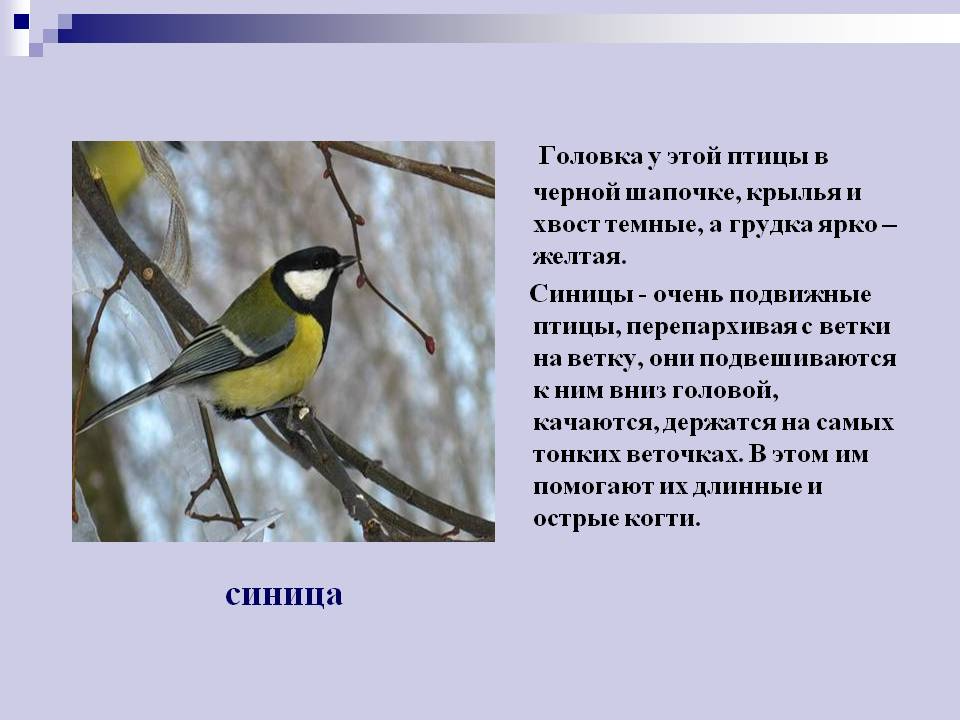 Головка у этой птицы в
черной шапочке, крылья и
хвост темные, а грудка ярко –
желтая.
Синицы - очень подвижные
птицы, перепархивая с ветки
на ветку, они подвешиваются
к ним вниз головой,
качаются, держатся на самых
тонких веточках. В этом им
помогают их длинные и
острые когти.
синица